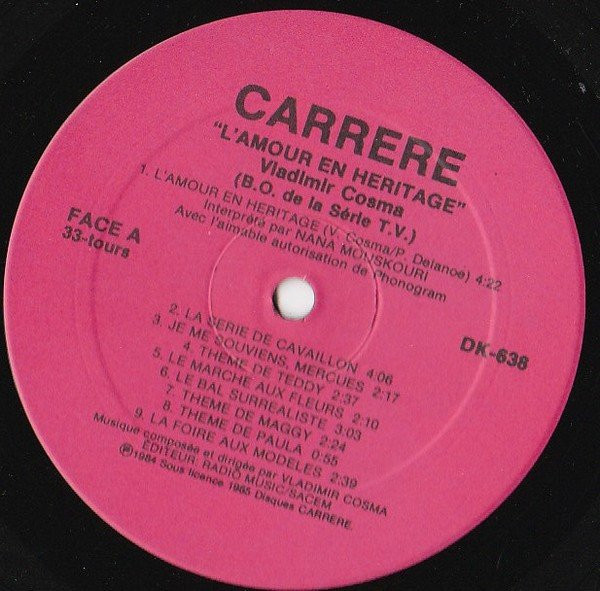 CARRERE
"L'AMOUR EN HERITAGE"
Vladimir Cosma
(B.O. de la Série T.V.)
1. L'AMOUR EN HERITAGE (V. Cosma/P. Delanoé) 4:22
Interprété par NANA MOUSKOURI
Avec l'aimable autorisation de Phonogram
FACE A
33-tours
DK-638
2. LA SERIE DE CAVAILLON 4:06
3. JE ME SOUVIENS, MERCUES 2:17
4. THEME DE TEDDY 2:37
5. LE MARCHE AUX FLEURS 2:10
6. LE BAL SURREALISTE 3:03
7. THEME DE MAGGY 2:24
8. THEME DE PAULA 0:55
9. LA FOIRE AUX MODELES 2:39
Musique composée et dirigée par VLADIMIR COSMA
EDITEUR: RADIO MUSIC/SACEM
℗1984 Sous licence 1985 Disques CARRERE